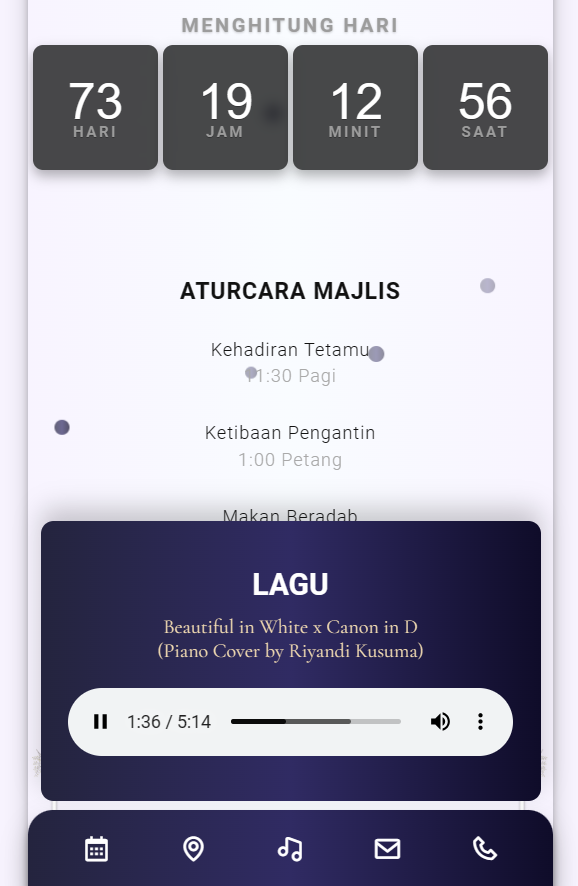 MENGHITUNG HARI
73 19 12 56
HARI JAM MINIT SAAT
ATURCARA MAJLIS
Kehadiran Tetamu
11:30 Pagi
Ketibaan Pengantin
1:00 Petang
Makan Beradab
LAGU
Beautiful in White x Canon in D
(Piano Cover by Riyandi Kusuma)
1:36 / 5:14